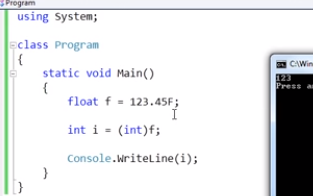 Program
using System;
class Program
{
static void Main()
{
float f = 123.45F;
int i = (int)f;
Console.WriteLine(i);
}
}
C:\Win
123
Press a